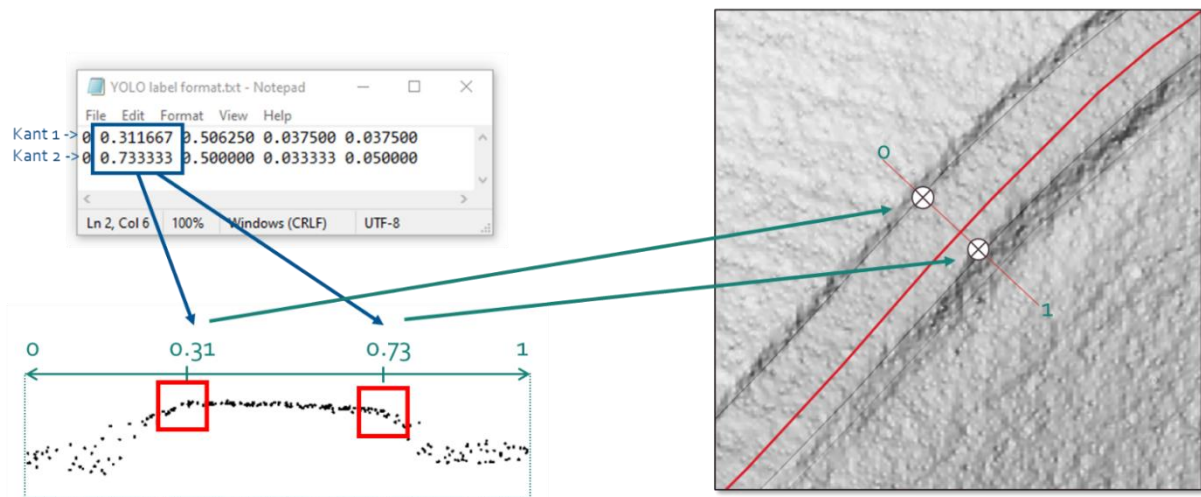 YOLO label format.txt - Notepad
File Edit Format View Help
Kant 1 -> 0 0.311667 0.506250 0.037500 0.037500
Kant 2 -> 0 0.733333 0.500000 0.033333 0.050000
Ln 2, Col 6 100% Windows (CRLF) UTF-8
0 0.31 0.73 1
0
1